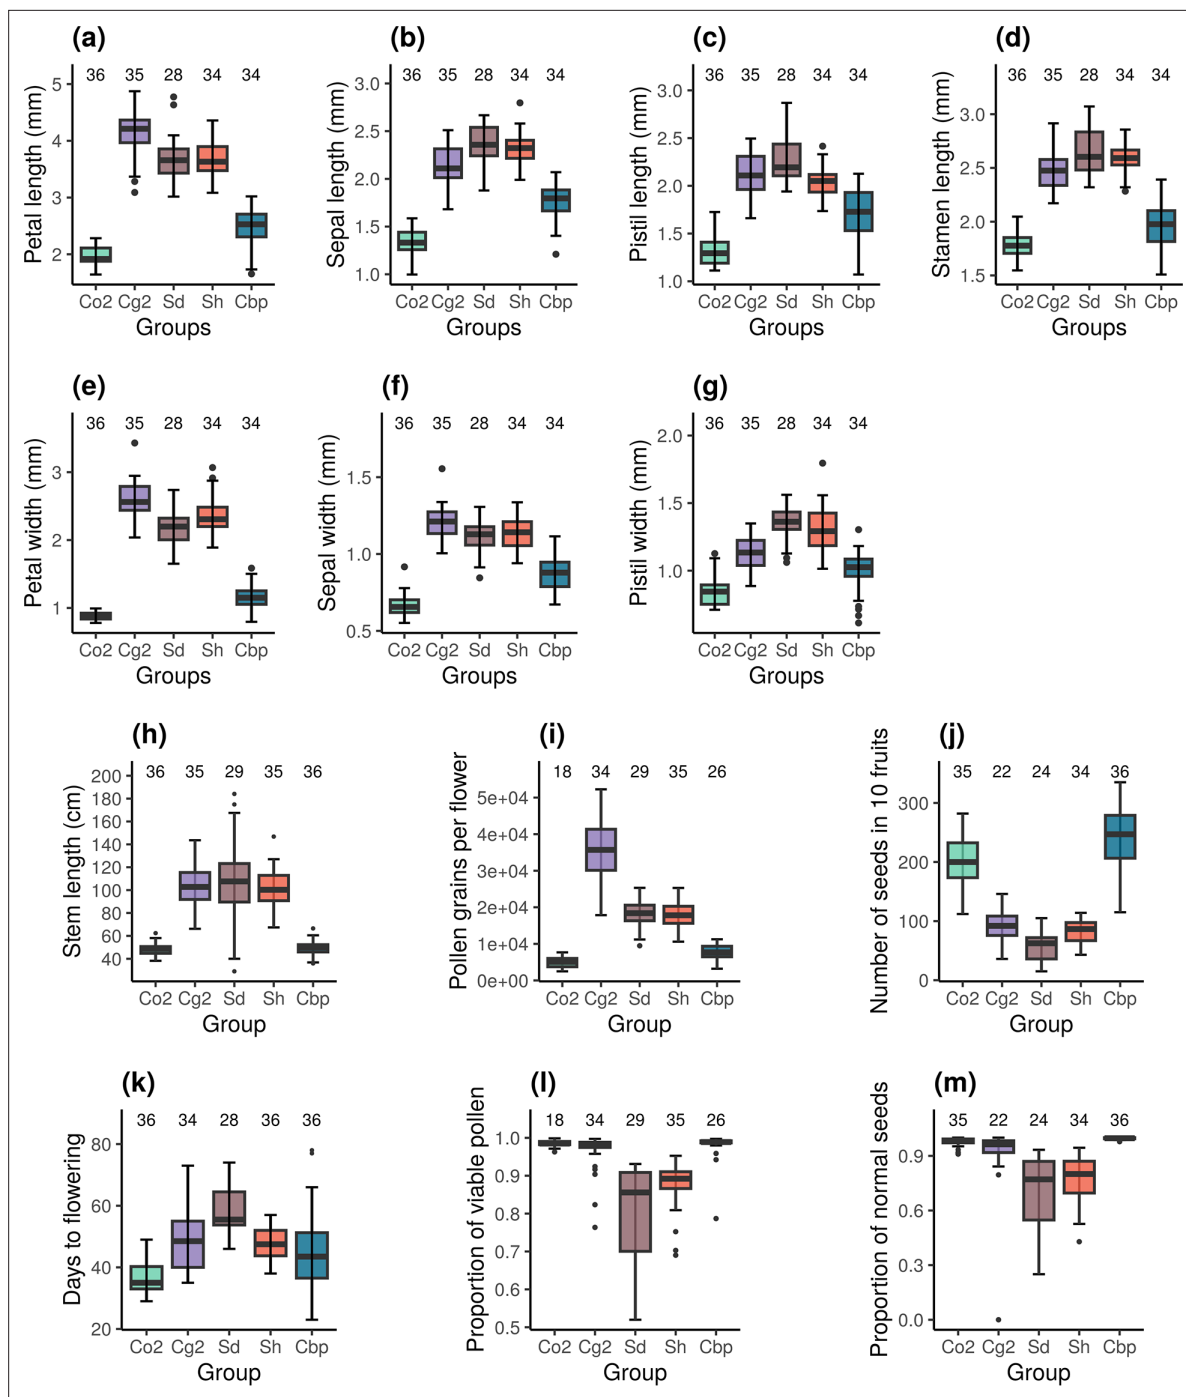 (a)
36 35 28 34 34
Petal length (mm)
5
4
3
2
Co2 Cg2 Sd Sh Cbp
Groups
(b)
36 35 28 34 34
Sepal length (mm)
3.0
2.5
2.0
1.5
1.0
Co2 Cg2 Sd Sh Cbp
Groups
(c)
36 35 28 34 34
Pistil length (mm)
3.0
2.5
2.0
1.5
1.0
Co2 Cg2 Sd Sh Cbp
Groups
(d)
36 35 28 34 34
Stamen length (mm)
3.0
2.5
2.0
1.5
Co2 Cg2 Sd Sh Cbp
Groups
(e)
36 35 28 34 34
Petal width (mm)
3
2
1
Co2 Cg2 Sd Sh Cbp
Groups
(f)
36 35 28 34 34
Sepal width (mm)
1.5
1.0
0.5
Co2 Cg2 Sd Sh Cbp
Groups
(g)
36 35 28 34 34
Pistil width (mm)
2.0
1.5
1.0
Co2 Cg2 Sd Sh Cbp
Groups
(h)
36 35 29 35 36
Stem length (cm)
200
180
160
140
120
100
80
60
40
Co2 Cg2 Sd Sh Cbp
Group
(i)
18 34 29 35 26
Pollen grains per flower
5e+04
4e+04
3e+04
2e+04
1e+04
0e+00
Co2 Cg2 Sd Sh Cbp
Group
(j)
35 22 24 34 36
Number of seeds in 10 fruits
300
200
100
0
Co2 Cg2 Sd Sh Cbp
Group
(k)
36 34 28 36 36
Days to flowering
80
60
40
20
Co2 Cg2 Sd Sh Cbp
Group
(l)
18 34 29 35 26
Proportion of viable pollen
1.0
0.9
0.8
0.7
0.6
0.5
Co2 Cg2 Sd Sh Cbp
Group
(m)
35 22 24 34 36
Proportion of normal seeds
0.9
0.6
0.3
0.0
Co2 Cg2 Sd Sh Cbp
Group